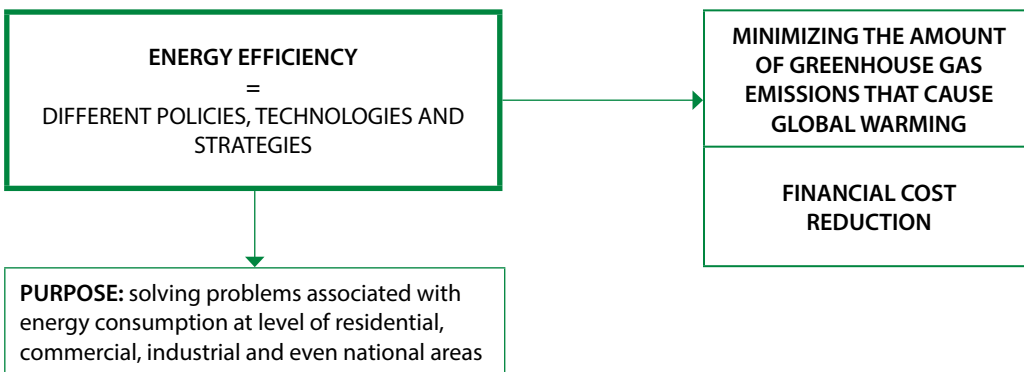 ENERGY EFFICIENCY
=
DIFFERENT POLICIES, TECHNOLOGIES AND
STRATEGIES
MINIMIZING THE AMOUNT
OF GREENHOUSE GAS
EMISSIONS THAT CAUSE
GLOBAL WARMING
FINANCIAL COST
REDUCTION
PURPOSE: solving problems associated with
energy consumption at level of residential,
commercial, industrial and even national areas